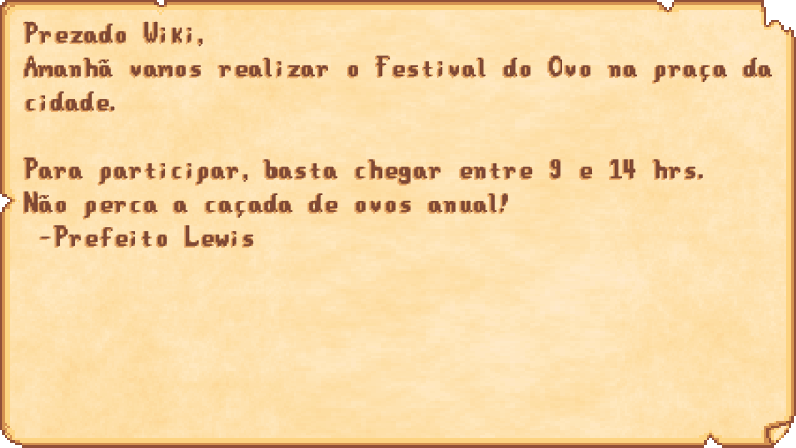 Prezado Wiki,
Amanhã vamos realizar o Festival do Ovo na praça da
cidade.
Para participar, basta chegar entre 9 e 14 hrs.
Não perca a caçada de ovos anual!
-Prefeito Lewis